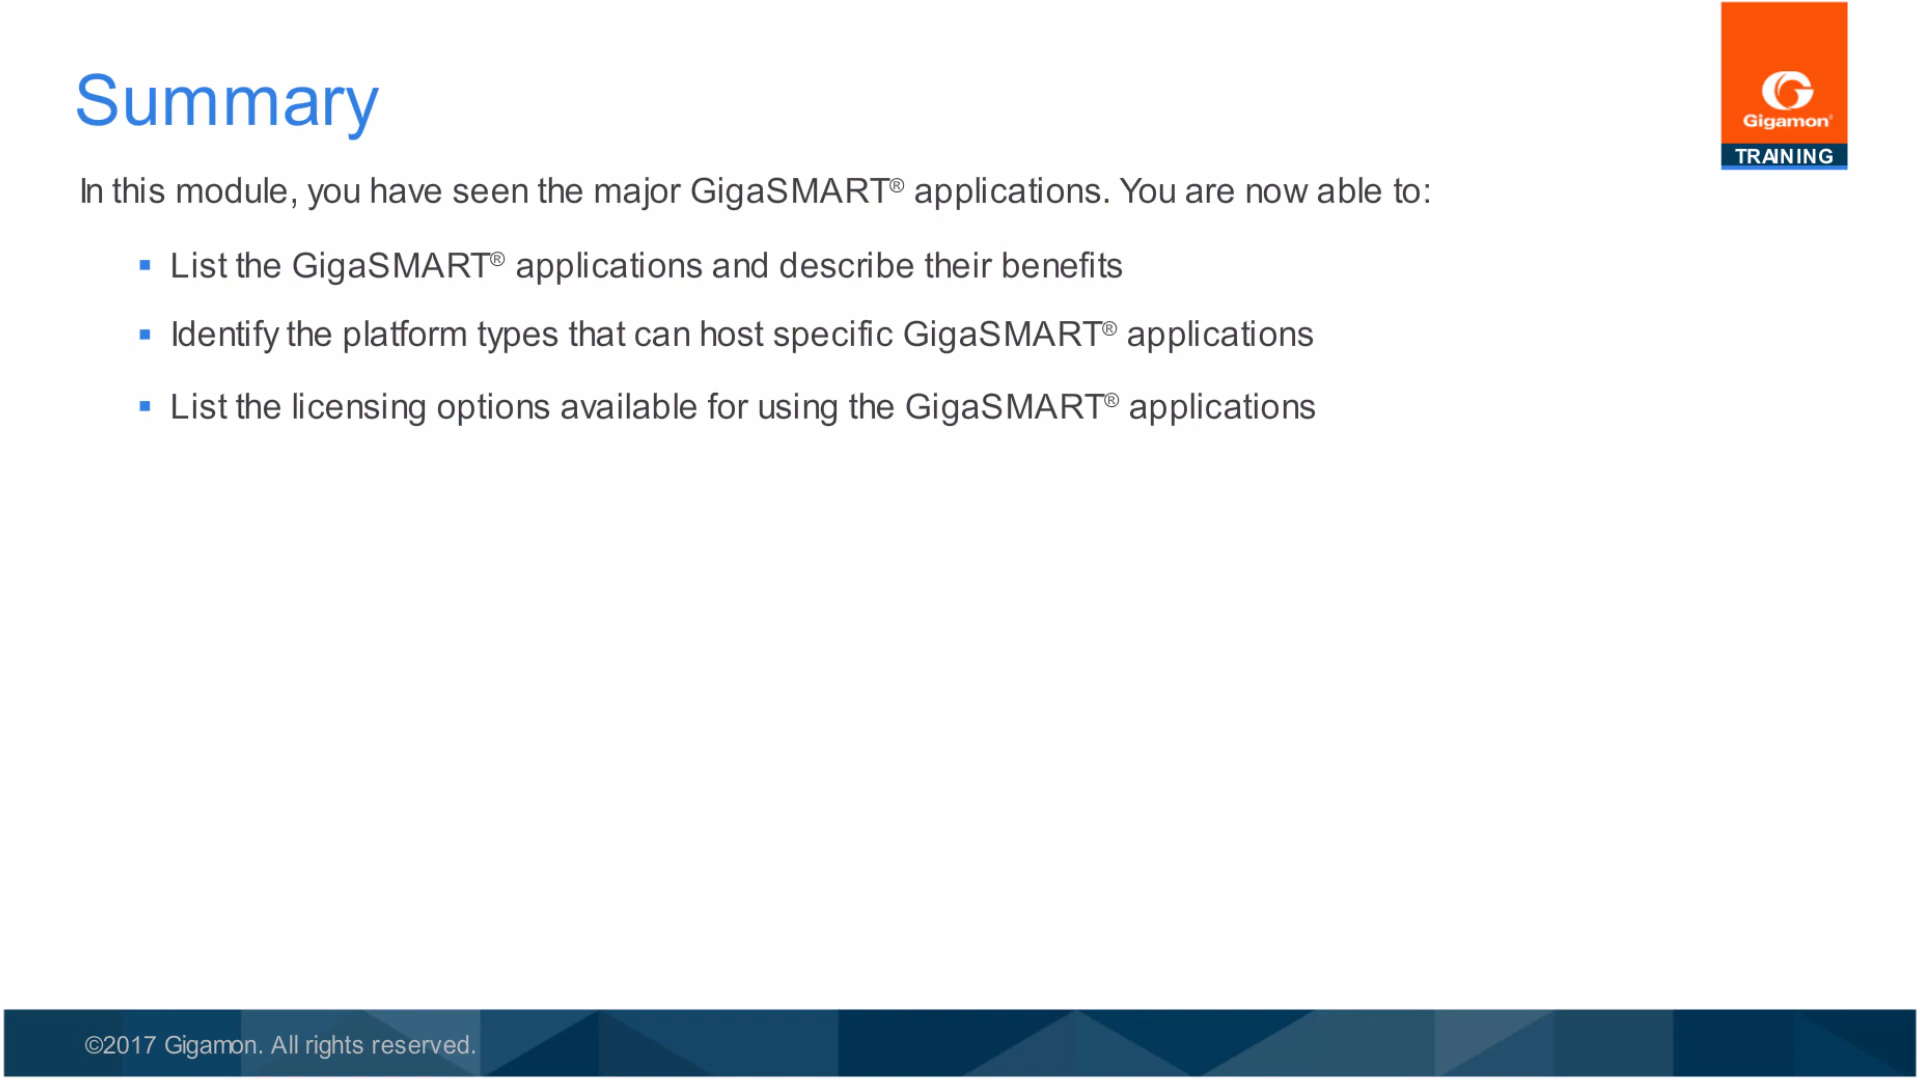 Summary
Gigamon®
TRAINING
In this module, you have seen the major GigaSMART® applications. You are now able to:
▪ List the GigaSMART® applications and describe their benefits
▪ Identify the platform types that can host specific GigaSMART® applications
▪ List the licensing options available for using the GigaSMART® applications
©2017 Gigamon. All rights reserved.